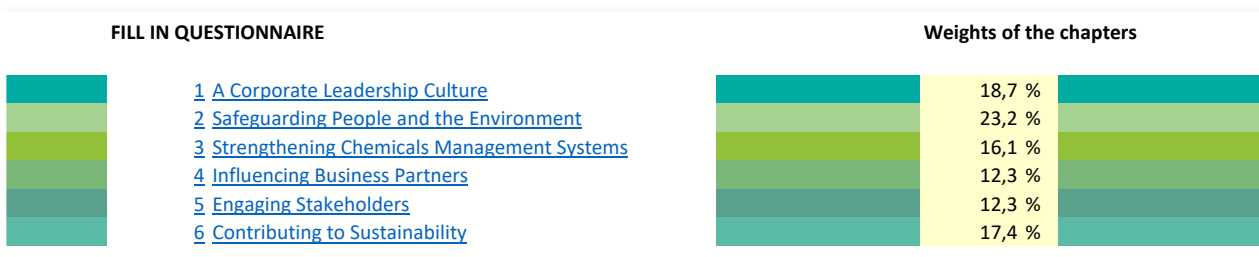 FILL IN QUESTIONNAIRE Weights of the chapters
1 A Corporate Leadership Culture 18,7 %
2 Safeguarding People and the Environment 23,2 %
3 Strengthening Chemicals Management Systems 16,1 %
4 Influencing Business Partners 12,3 %
5 Engaging Stakeholders 12,3 %
6 Contributing to Sustainability 17,4 %